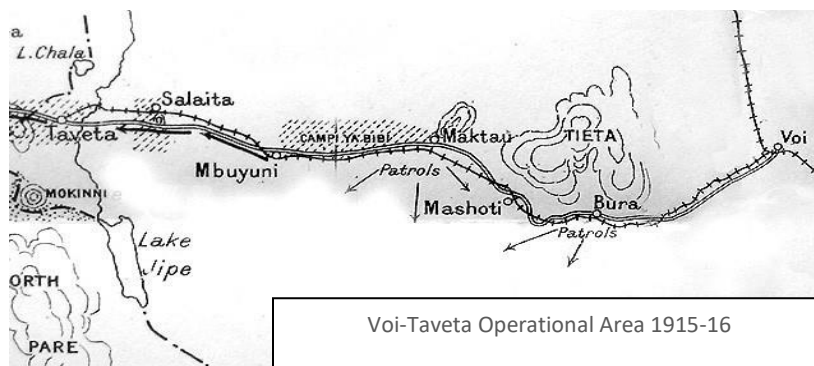 a
L. Chala
Salaita
Taveta
CAMPI YA BIBI
Maktau
TIETA
Voi
Mbuyuni
Patrols
Mashoti
Bura
Patrols
MOKINNI
Lake
Jipe
ORTH
PARE
Voi-Taveta Operational Area 1915-16